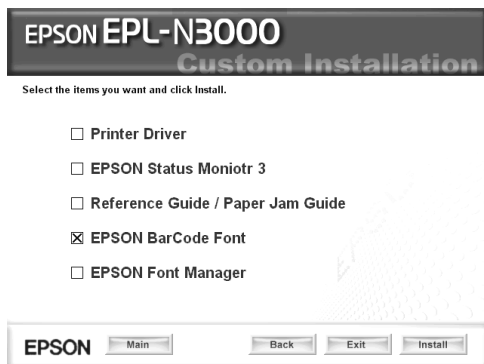 EPSON EPL-N3000
Custom Installation
Select the items you want and click Install.
Printer Driver
EPSON Status Moniotr 3
Reference Guide / Paper Jam Guide
EPSON BarCode Font
EPSON Font Manager
EPSON Main Back Exit Install